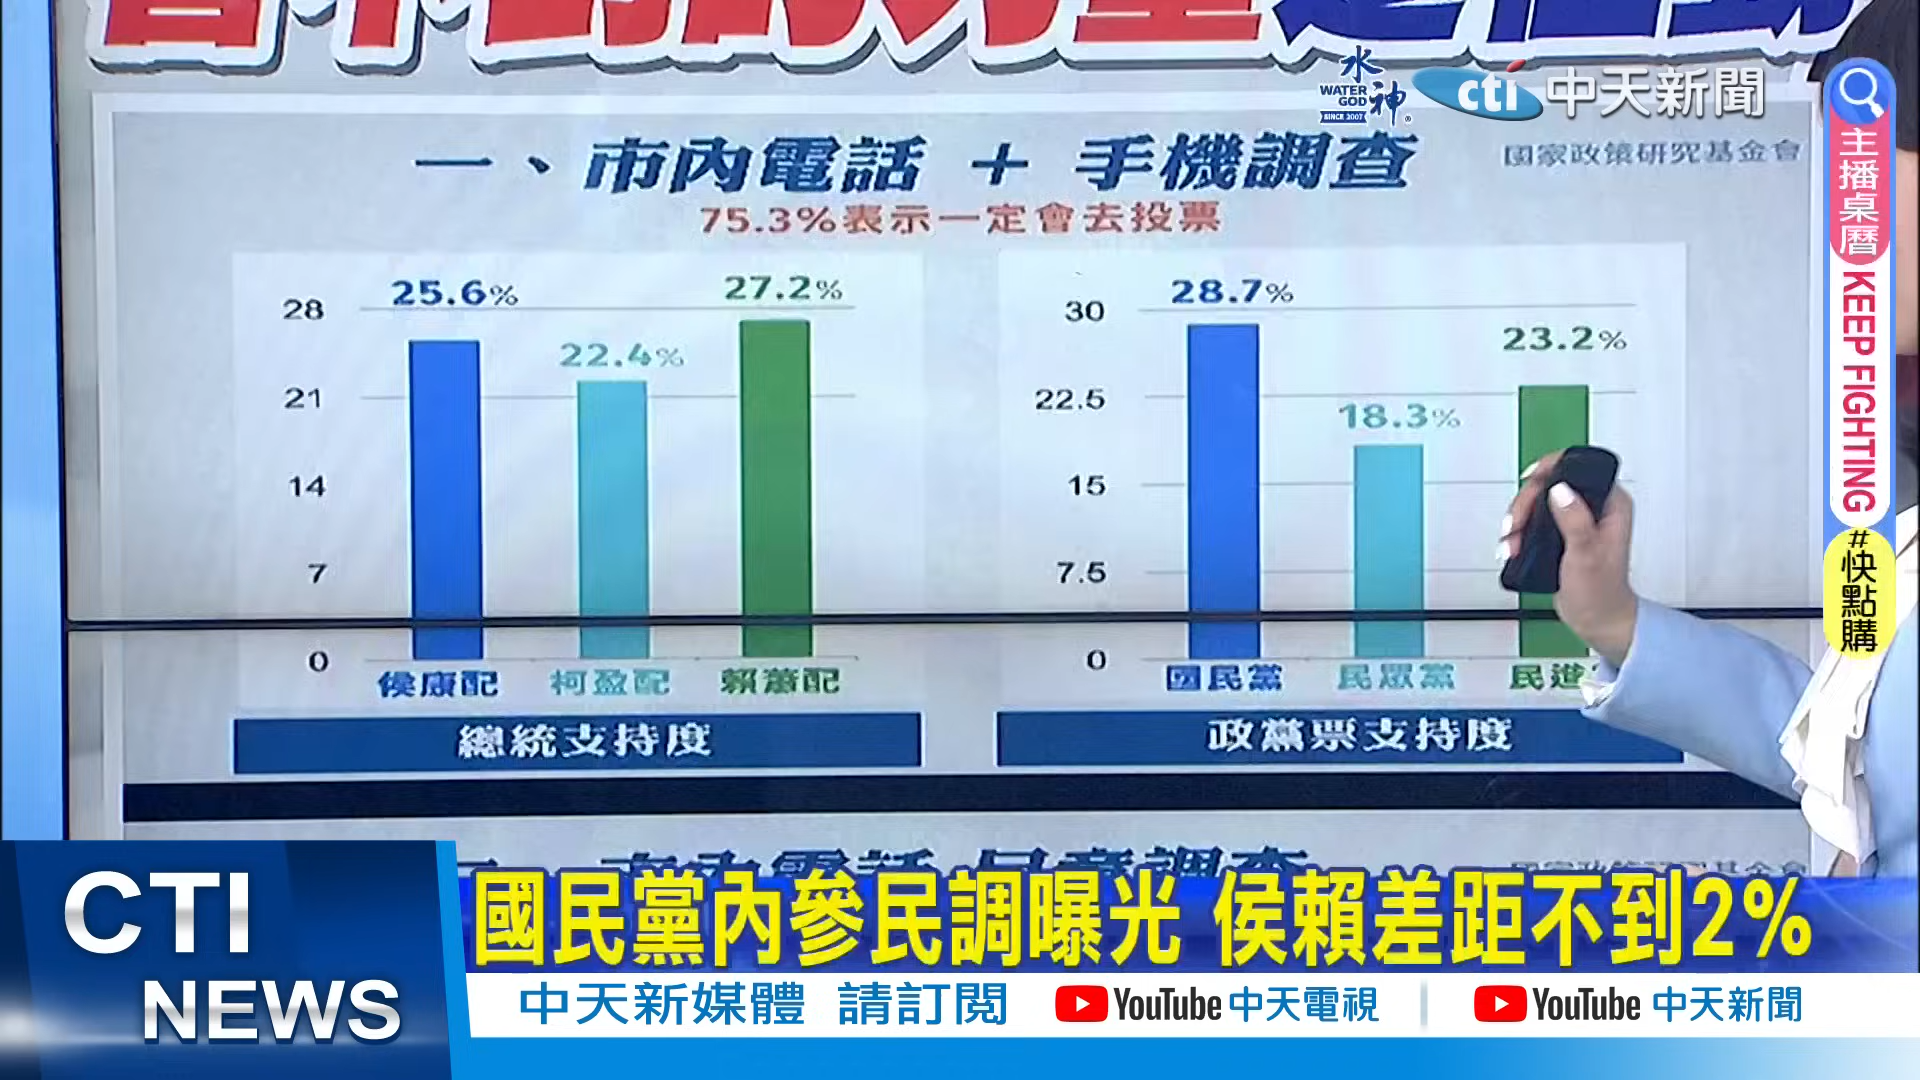 水神
WATER
GOD
SINCE 2007
cti 中天新聞
一、市內電話 + 手機調查
國家政策研究基金會
75.3%表示一定會去投票
28
21
14
7
0
25.6%
22.4%
27.2%
侯康配
柯盈配
賴蕭配
總統支持度
30
22.5
15
7.5
0
28.7%
18.3%
23.2%
國民黨
民眾黨
民進
政黨票支持度
主播桌曆
KEEP FIGHTING
#快點購
CTI
NEWS
國民黨內參民調曝光 侯賴差距不到2%
中天新媒體 請訂閱 YouTube 中天電視 | YouTube 中天新聞